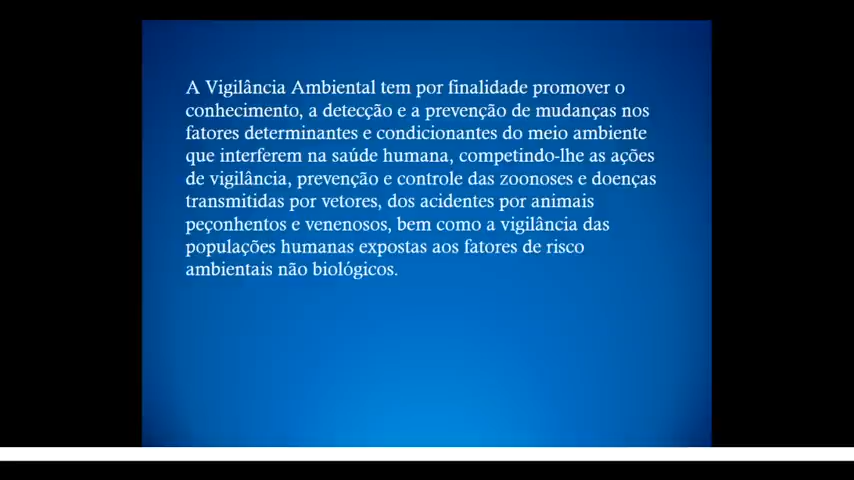 A Vigilância Ambiental tem por finalidade promover o
conhecimento, a detecção e a prevenção de mudanças nos
fatores determinantes e condicionantes do meio ambiente
que interferem na saúde humana, competindo-lhe as ações
de vigilância, prevenção e controle das zoonoses e doenças
transmitidas por vetores, dos acidentes por animais
peçonhentos e venenosos, bem como a vigilância das
populações humanas expostas aos fatores de risco
ambientais não biológicos.